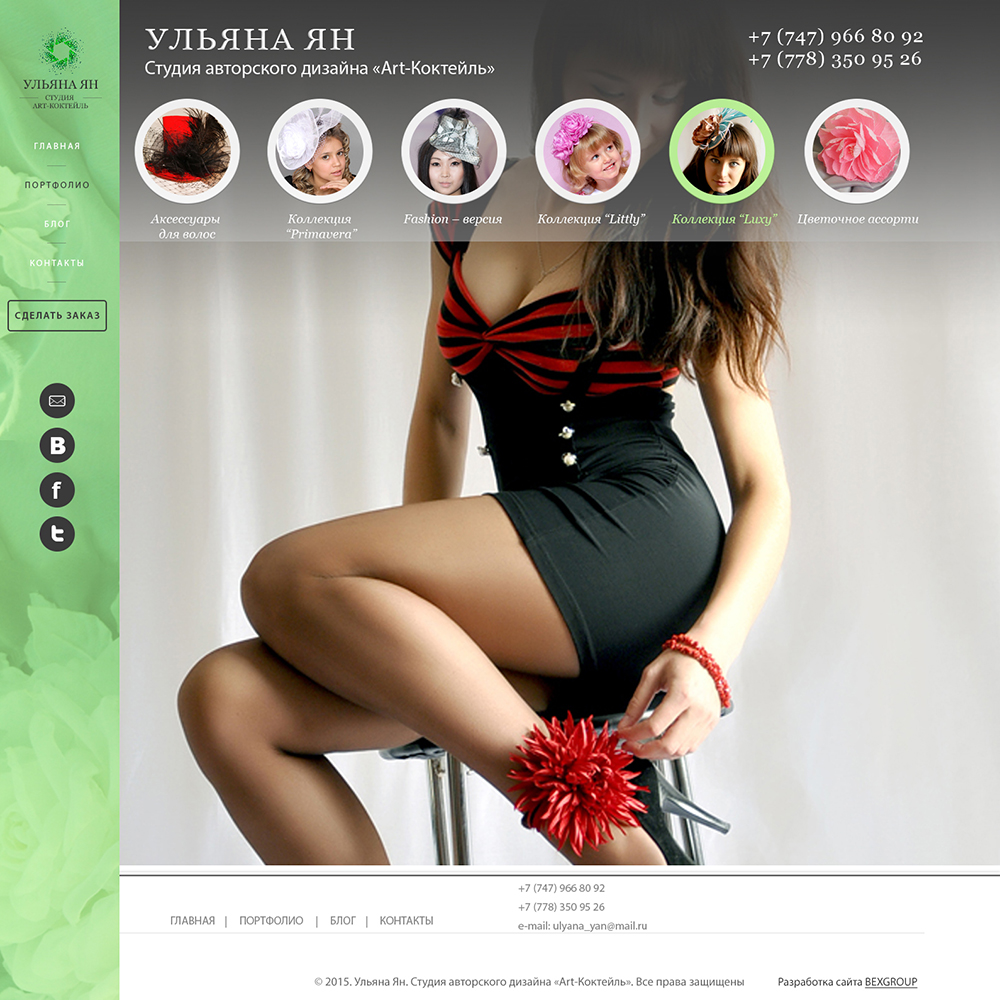 УЛЬЯНА ЯН
СТУДИЯ
ART-КОКТЕЙЛЬ
ГЛАВНАЯ
ПОРТФОЛИО
БЛОГ
КОНТАКТЫ
СДЕЛАТЬ ЗАКАЗ
УЛЬЯНА ЯН
Студия авторского дизайна «Art-Коктейль»
+7 (747) 966 80 92
+7 (778) 350 95 26
Аксессуары
для волос
Коллекция
“Primavera”
Fashion – версия
Коллекция “Littly”
Коллекция “Luxy”
Цветочное ассорти
+7 (747) 966 80 92
+7 (778) 350 95 26
e-mail: ulyana_yan@mail.ru
ГЛАВНАЯ | ПОРТФОЛИО | БЛОГ | КОНТАКТЫ
© 2015. Ульяна Ян. Студия авторского дизайна «Art-Коктейль». Все права защищены
Разработка сайта BEXGROUP